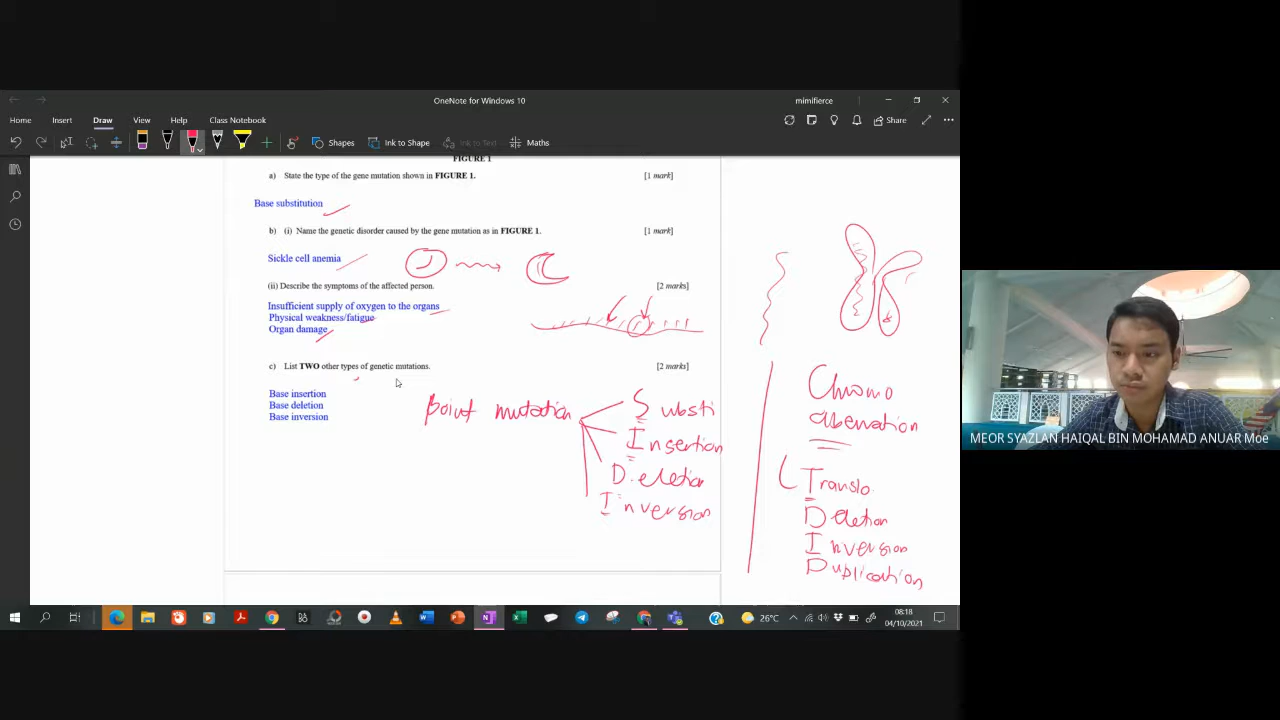 OneNote for Windows 10
mimifierce
Home
Insert
Draw
View
Help
Class Notebook
Share
Shapes
Ink to Shape
Ink to Text
Maths
FIGURE 1
a) State the type of the gene mutation shown in FIGURE 1. [1 mark]
Base substitution
b) (i) Name the genetic disorder caused by the gene mutation as in FIGURE 1. [1 mark]
Sickle cell anemia
(ii) Describe the symptoms of the affected person. [2 marks]
Insufficient supply of oxygen to the organs
Physical weakness/fatigue
Organ damage
c) List TWO other types of genetic mutations. [2 marks]
Base insertion
Base deletion
Base inversion
point mutation
Substi
Insertion
Deletion
Inversion
Chromo
aberration
Translo
Deletion
Inversion
Duplication
MEOR SYAZLAN HAIQAL BIN MOHAMAD ANUAR Moe
26°C
08:18
04/10/2021